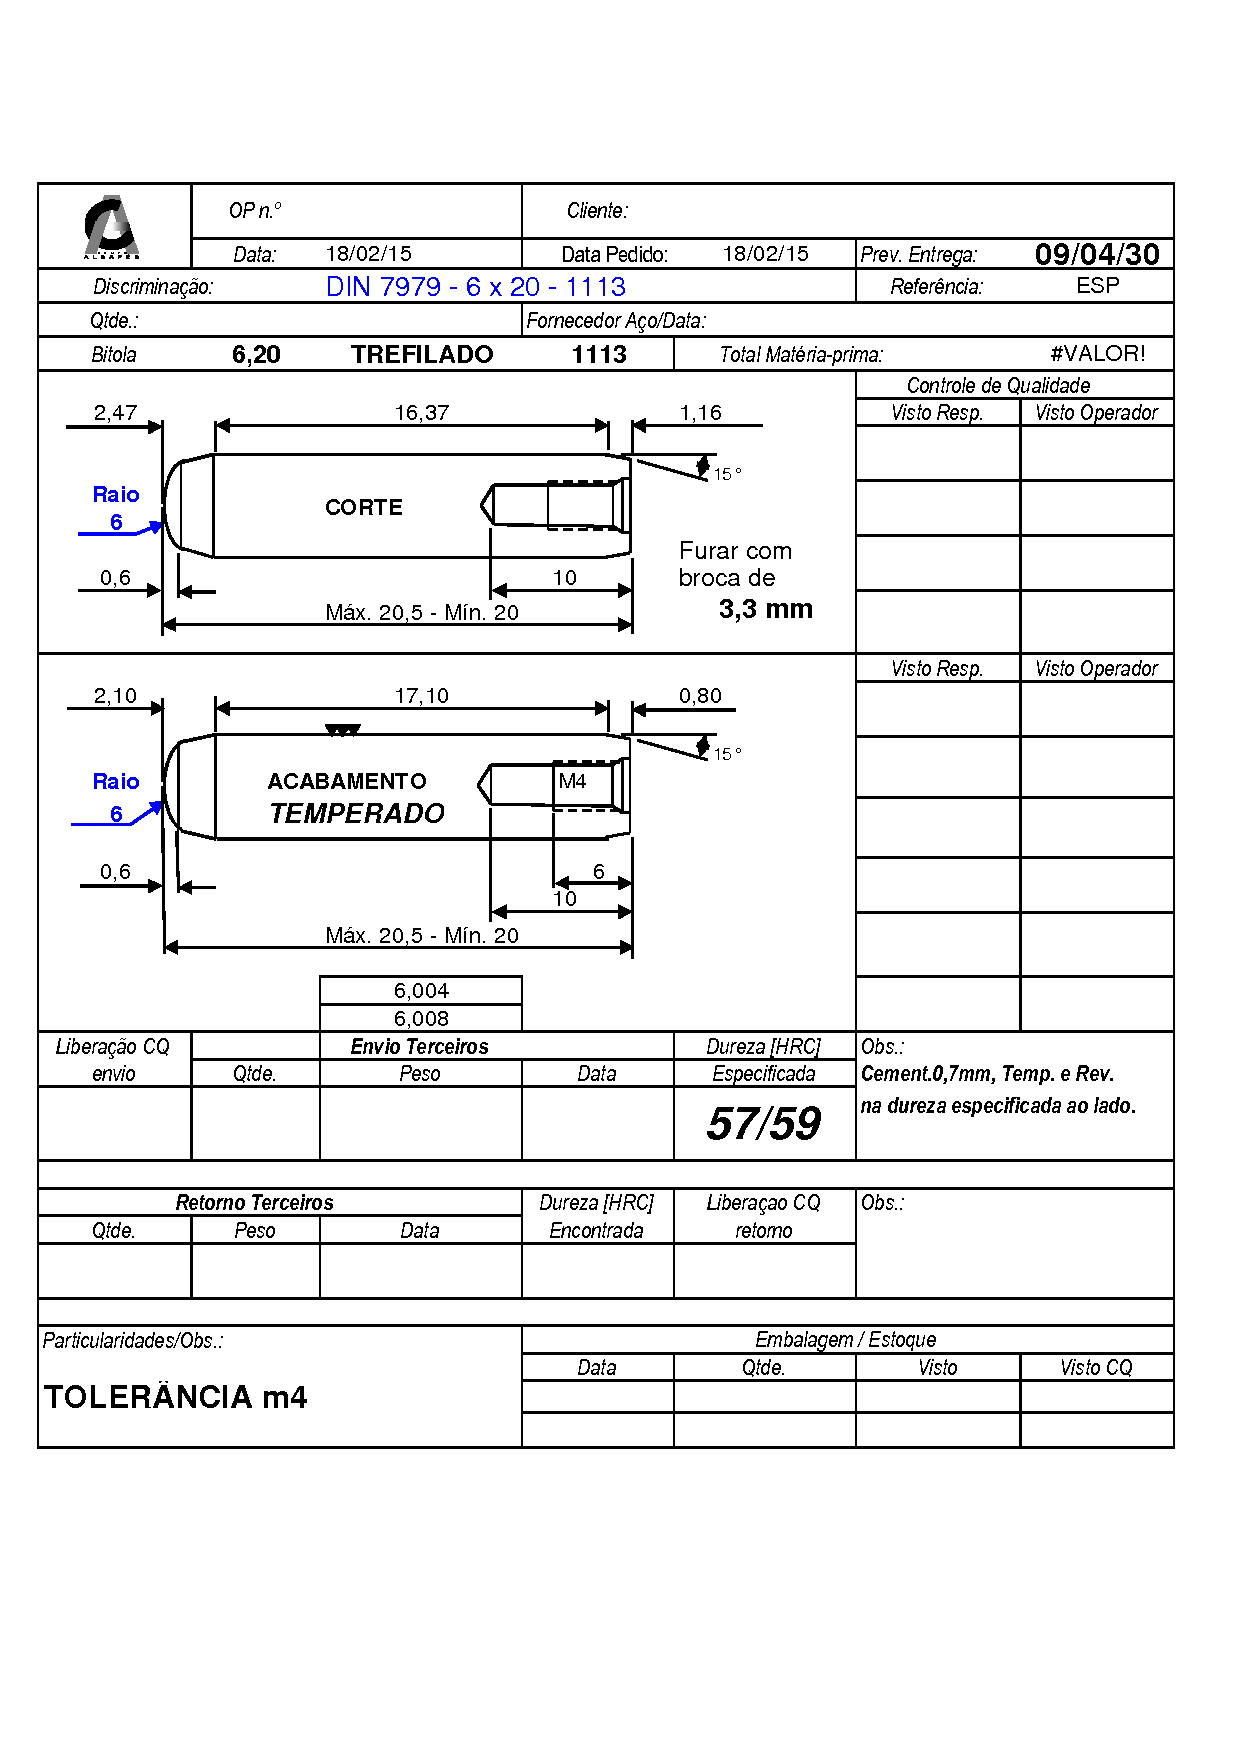 ALBAPES
OP n.º Cliente:
Data: 18/02/15 Data Pedido: 18/02/15 Prev. Entrega: 09/04/30
Discriminação: DIN 7979 - 6 x 20 - 1113 Referência: ESP
Qtde.: Fornecedor Aço/Data:
Bitola 6,20 TREFILADO 1113 Total Matéria-prima: #VALOR!
Controle de Qualidade
2,47 16,37 1,16 Visto Resp. Visto Operador
15°
Raio
CORTE
6
Furar com
0,6 10 broca de
Máx. 20,5 - Mín. 20 3,3 mm
Visto Resp. Visto Operador
2,10 17,10 0,80
15°
Raio ACABAMENTO M4
6 TEMPERADO
0,6 6
10
Máx. 20,5 - Mín. 20
6,004
6,008
Liberação CQ Envio Terceiros Dureza [HRC] Obs.:
envio Qtde. Peso Data Especificada Cement.0,7mm, Temp. e Rev.
57/59 na dureza especificada ao lado.
Retorno Terceiros Dureza [HRC] Liberaçao CQ Obs.:
Qtde. Peso Data Encontrada retorno
Particularidades/Obs.: Embalagem / Estoque
Data Qtde. Visto Visto CQ
TOLERÂNCIA m4